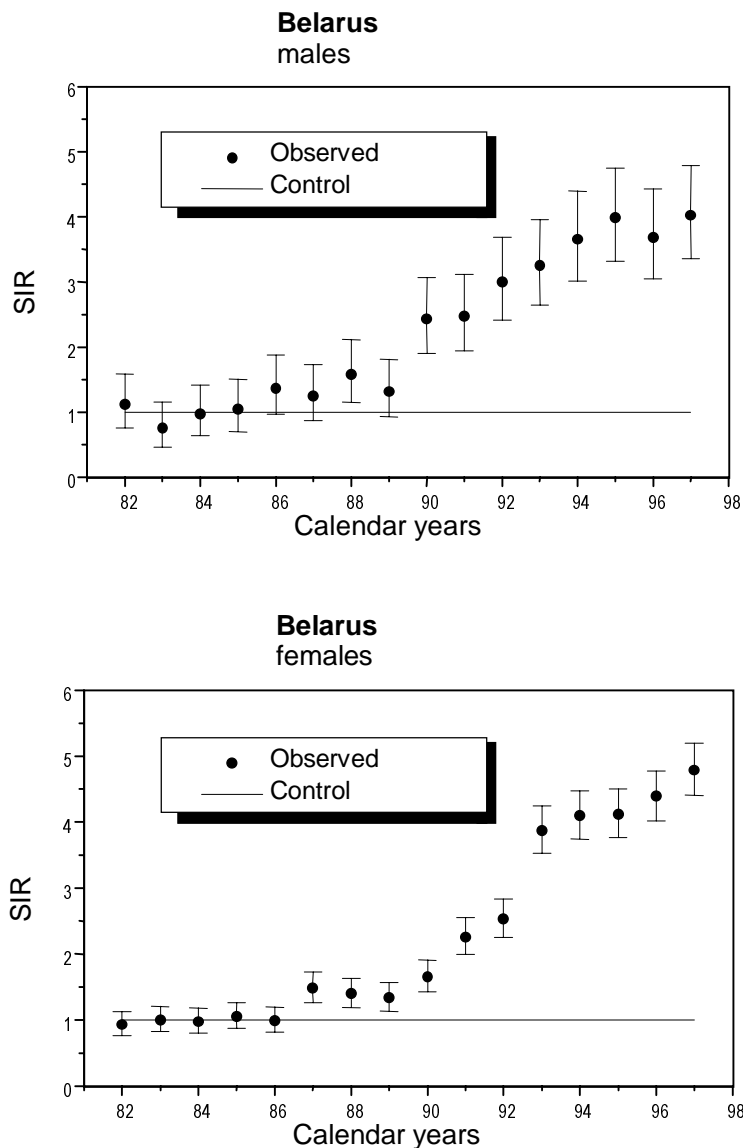 Belarus
males
6
5
4
3
2
1
0
SIR
Observed
Control
82 84 86 88 90 92 94 96 98
Calendar years
Belarus
females
6
5
4
3
2
1
0
SIR
Observed
Control
82 84 86 88 90 92 94 96 98
Calendar years